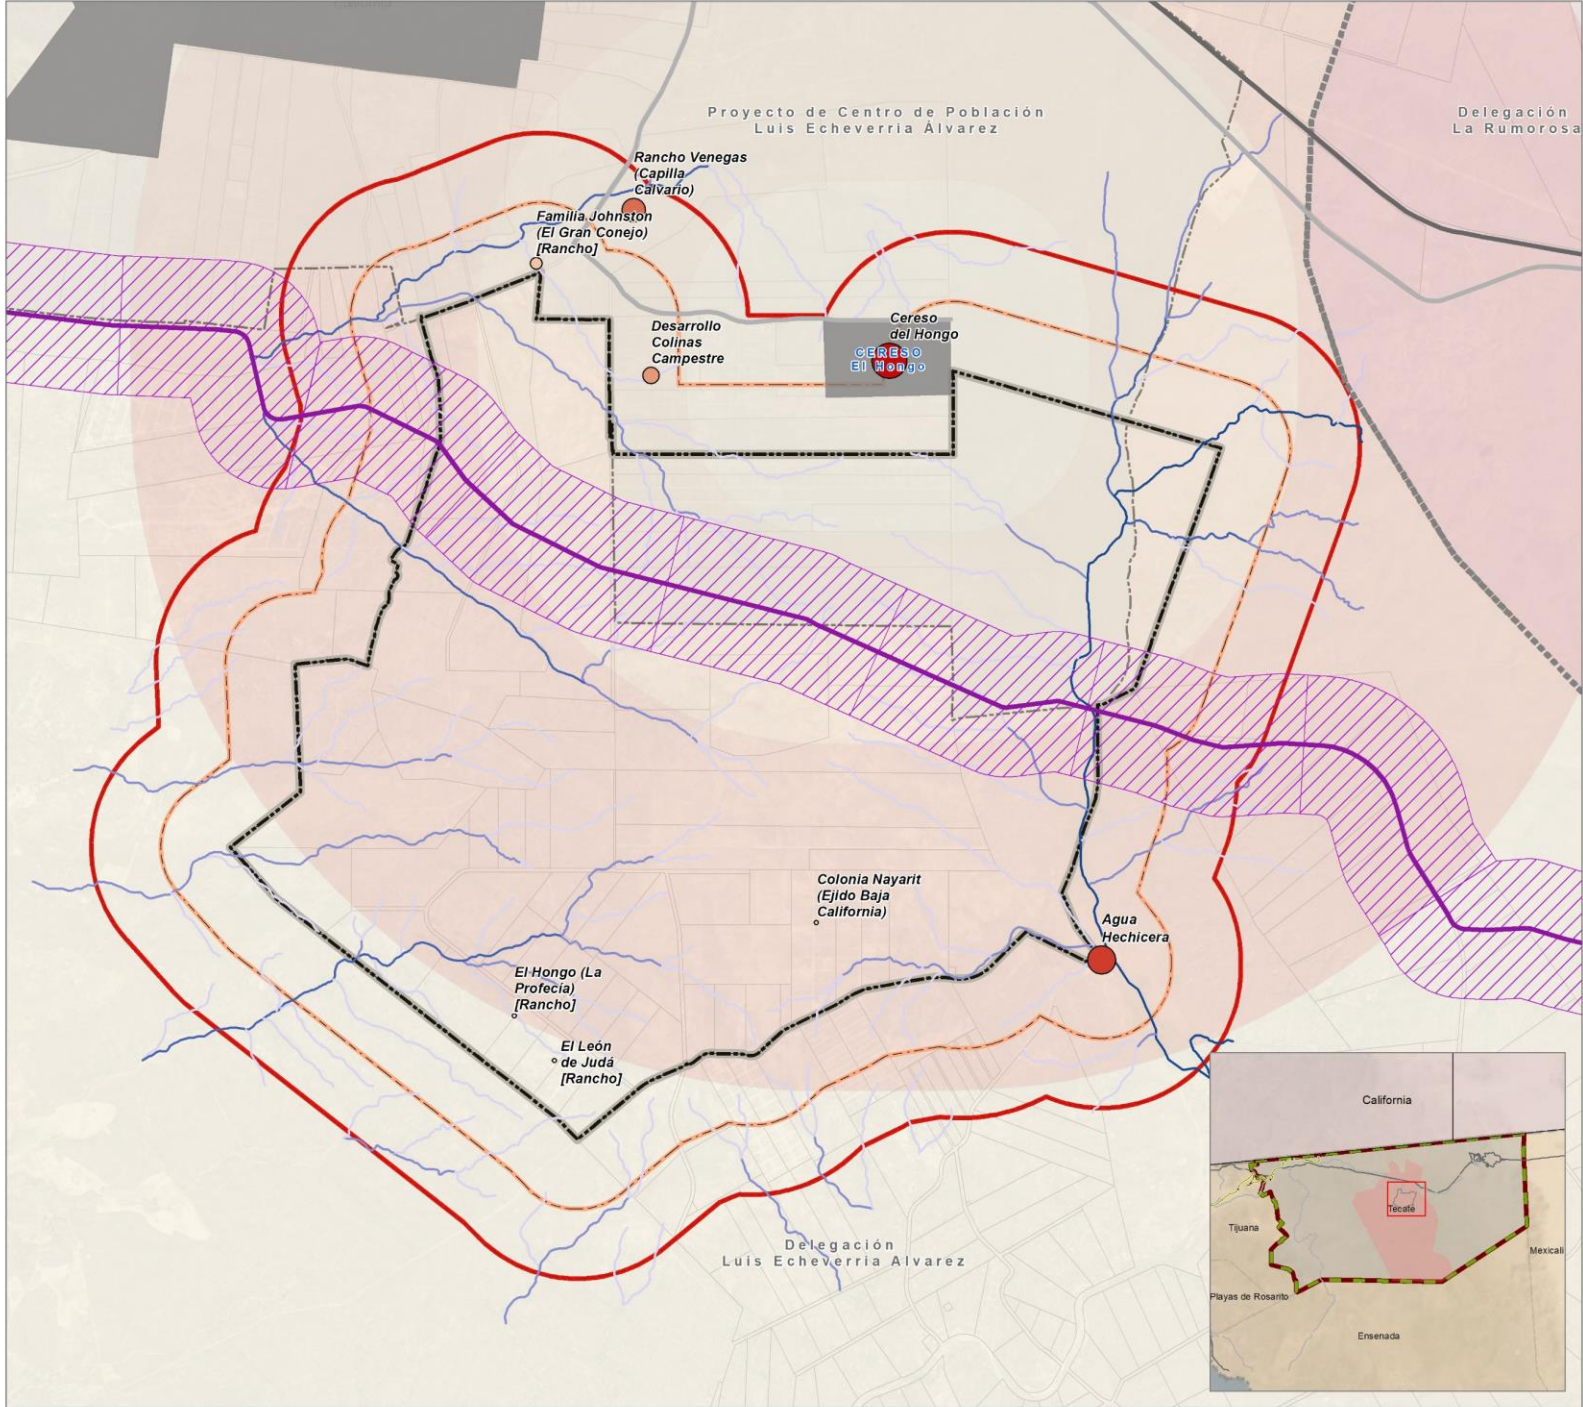 Proyecto de Centro de Población
Luis Echeverria Álvarez
Delegación
La Rumorosa
Rancho Venegas
(Capilla
Calvario)
Familia Johnston
(El Gran Conejo)
[Rancho]
Desarrollo
Colinas
Campestre
Cereso
del Hongo
CERESO
El Hongo
Colonia Nayarit
(Ejido Baja
California)
Agua
Hechicera
El Hongo (La
Profecía)
[Rancho]
El León
de Judá
[Rancho]
Delegación
Luis Echeverria Alvarez
California
Tecate
Tijuana
Mexicali
Playas de Rosarito
Ensenada